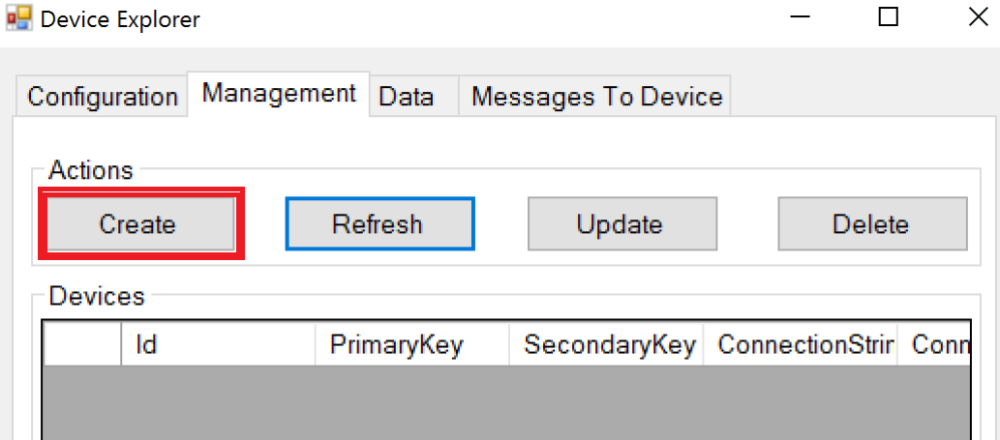 Device Explorer
Configuration Management Data Messages To Device
Actions
Create Refresh Update Delete
Devices
Id PrimaryKey SecondaryKey ConnectionStrir Conn